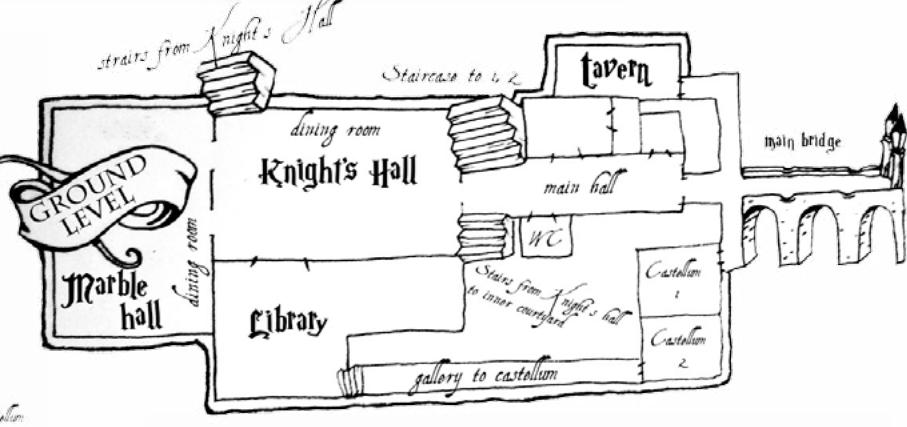 strairs from Knight's Hall
Staircase to 1, 2
tavern
dining room
Knight's Hall
main bridge
main hall
GROUND
LEVEL
dining room
WC
Marble
hall
Library
Stairs from Knight's hall
to inner courtyard
Castellum
1
Castellum
2
gallery to castellum